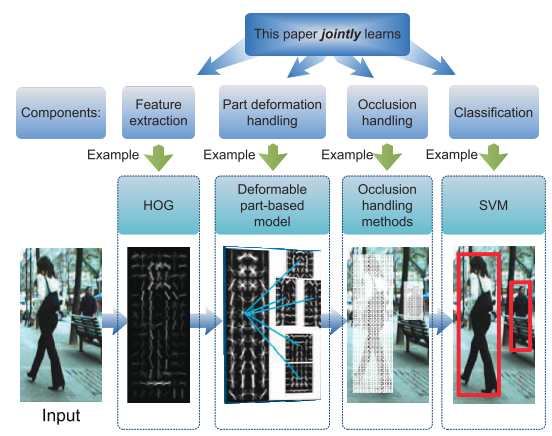 This paper jointly learns
Components:
Feature
extraction
Part deformation
handling
Occlusion
handling
Classification
Example
Example
Example
Example
HOG
Deformable
part-based
model
Occlusion
handling
methods
SVM
Input